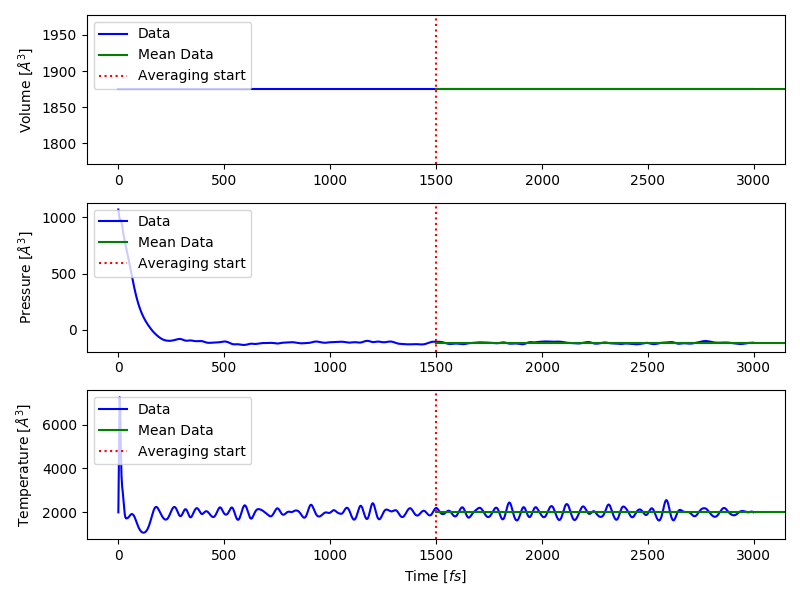 Volume [Å³]
1950
1900
1850
1800
Data
Mean Data
Averaging start
0 500 1000 1500 2000 2500 3000
Pressure [Å³]
1000
500
0
Data
Mean Data
Averaging start
0 500 1000 1500 2000 2500 3000
Temperature [Å³]
6000
4000
2000
Data
Mean Data
Averaging start
0 500 1000 1500 2000 2500 3000
Time [fs]